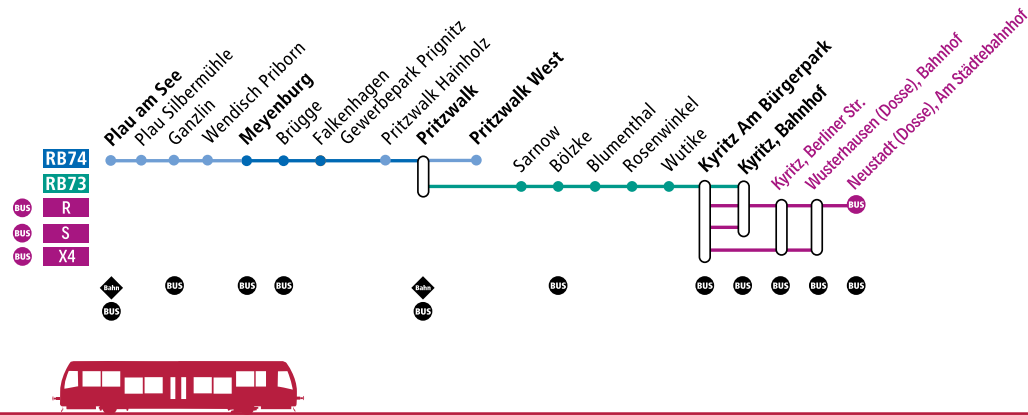 Plau am See
Plau Silbermühle
Ganzlin
Wendisch Priborn
Meyenburg
Brügge
Falkenhagen
Gewerbepark Prignitz
Pritzwalk Hainholz
Pritzwalk
Pritzwalk West
Sarnow
Bölzke
Blumenthal
Rosenwinkel
Wutike
Kyritz Am Bürgerpark
Kyritz, Bahnhof
Kyritz, Berliner Str.
Wusterhausen (Dosse), Bahnhof
Neustadt (Dosse), Am Städtebahnhof
RB74
RB73
BUS R BUS
BUS S
BUS X4
Bahn BUS BUS BUS Bahn BUS BUS BUS BUS BUS BUS
BUS BUS